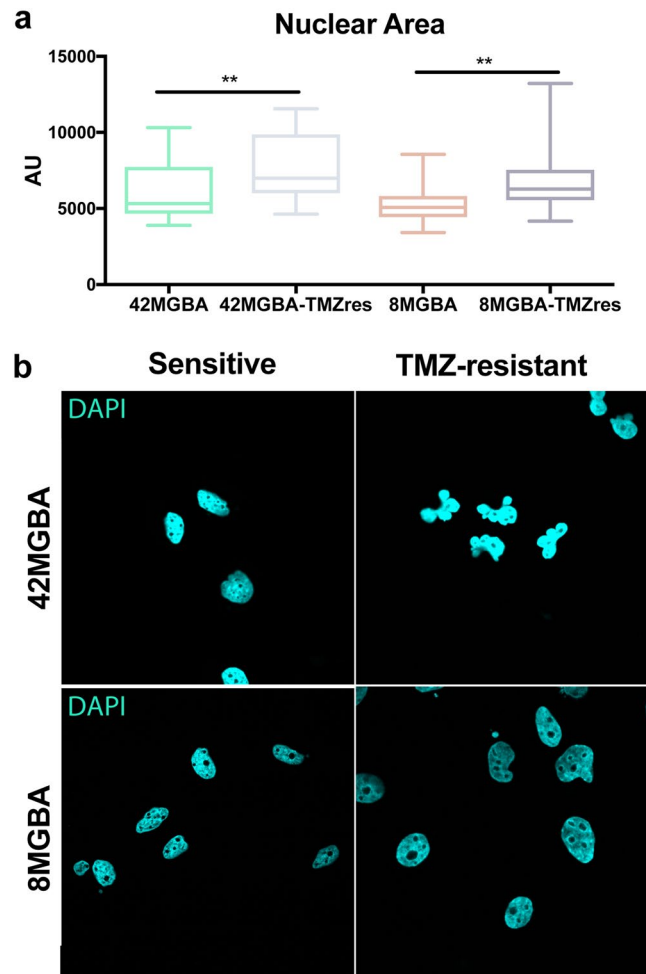 a
Nuclear Area
15000
**
**
10000
AU
5000
0
42MGBA 42MGBA-TMZres 8MGBA 8MGBA-TMZres
b
Sensitive TMZ-resistant
DAPI
42MGBA
DAPI
8MGBA